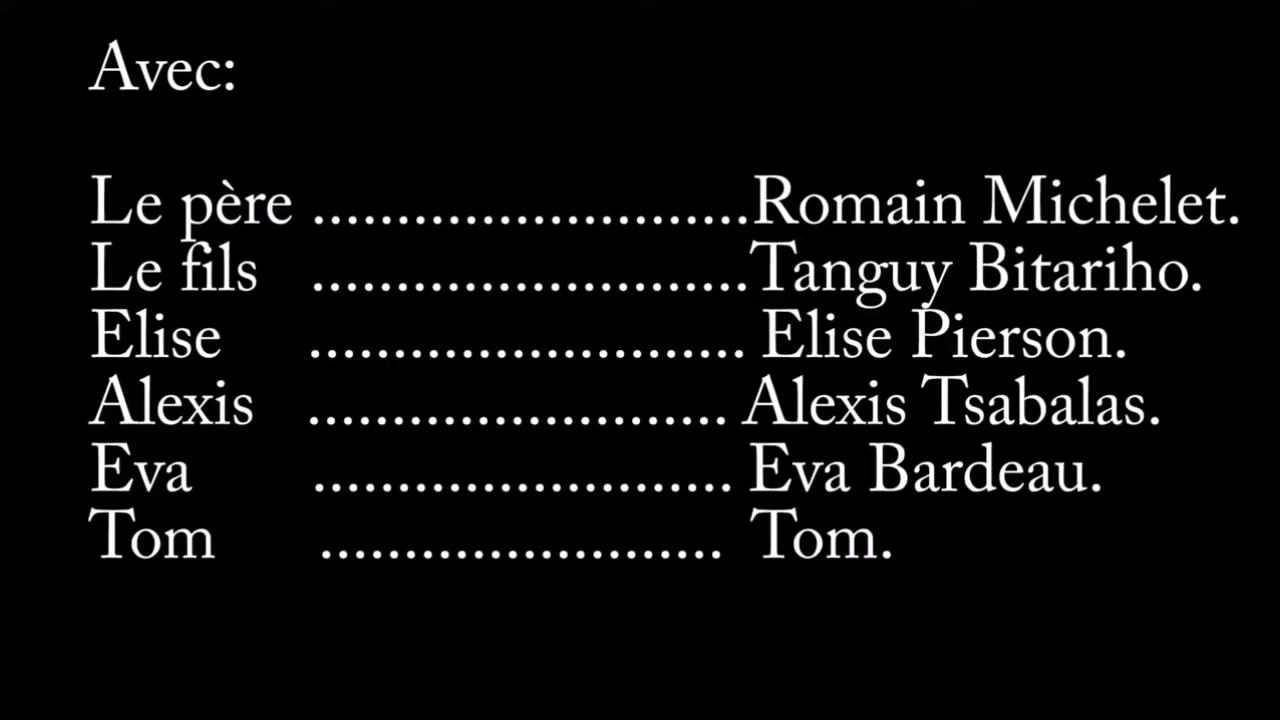 Avec:
Le père ..........................Romain Michelet.
Le fils ..........................Tanguy Bitariho.
Elise .......................... Elise Pierson.
Alexis ......................... Alexis Tsabalas.
Eva ......................... Eva Bardeau.
Tom ........................ Tom.